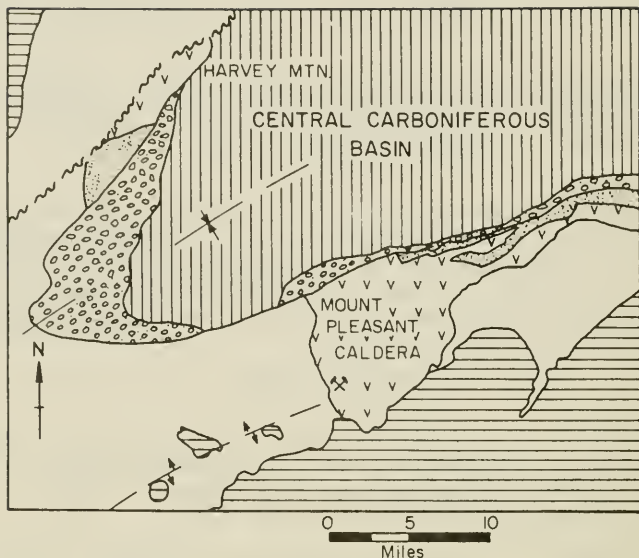 HARVEY MTN.
CENTRAL CARBONIFEROUS
BASIN
MOUNT
PLEASANT
CALDERA
N
0 5 10
Miles